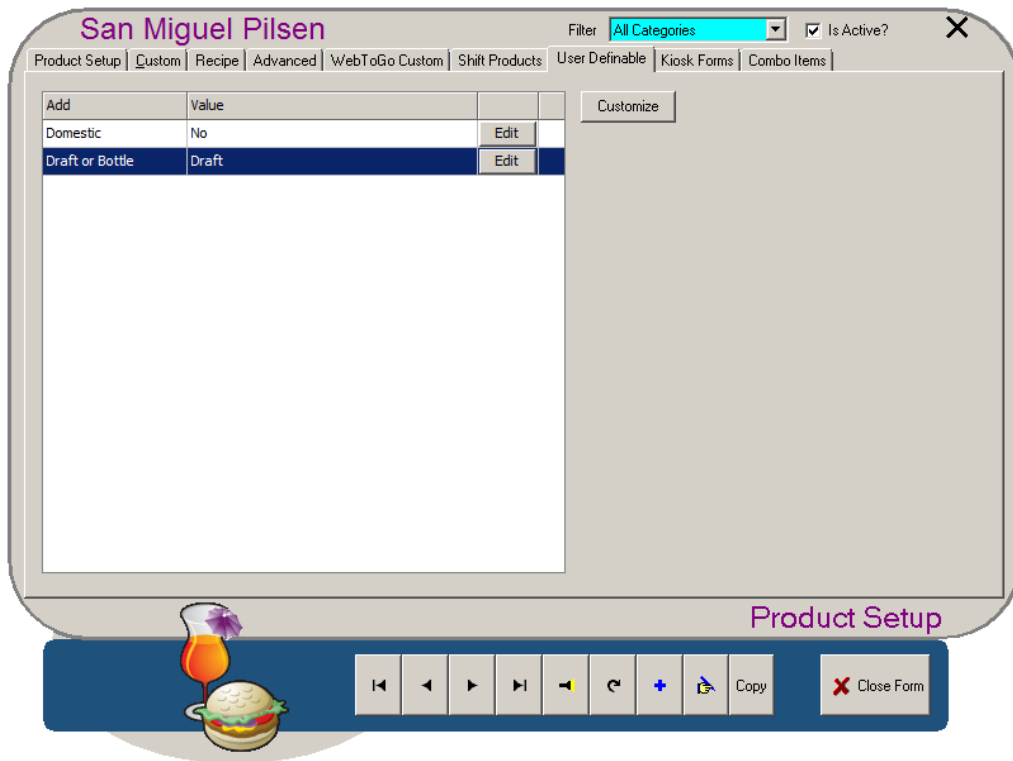 San Miguel Pilsen
Filter All Categories Is Active?
Product Setup Custom Recipe Advanced WebToGo Custom Shift Products User Definable Kiosk Forms Combo Items
Add Value
Customize
Domestic No Edit
Draft or Bottle Draft Edit
Product Setup
Copy
Close Form